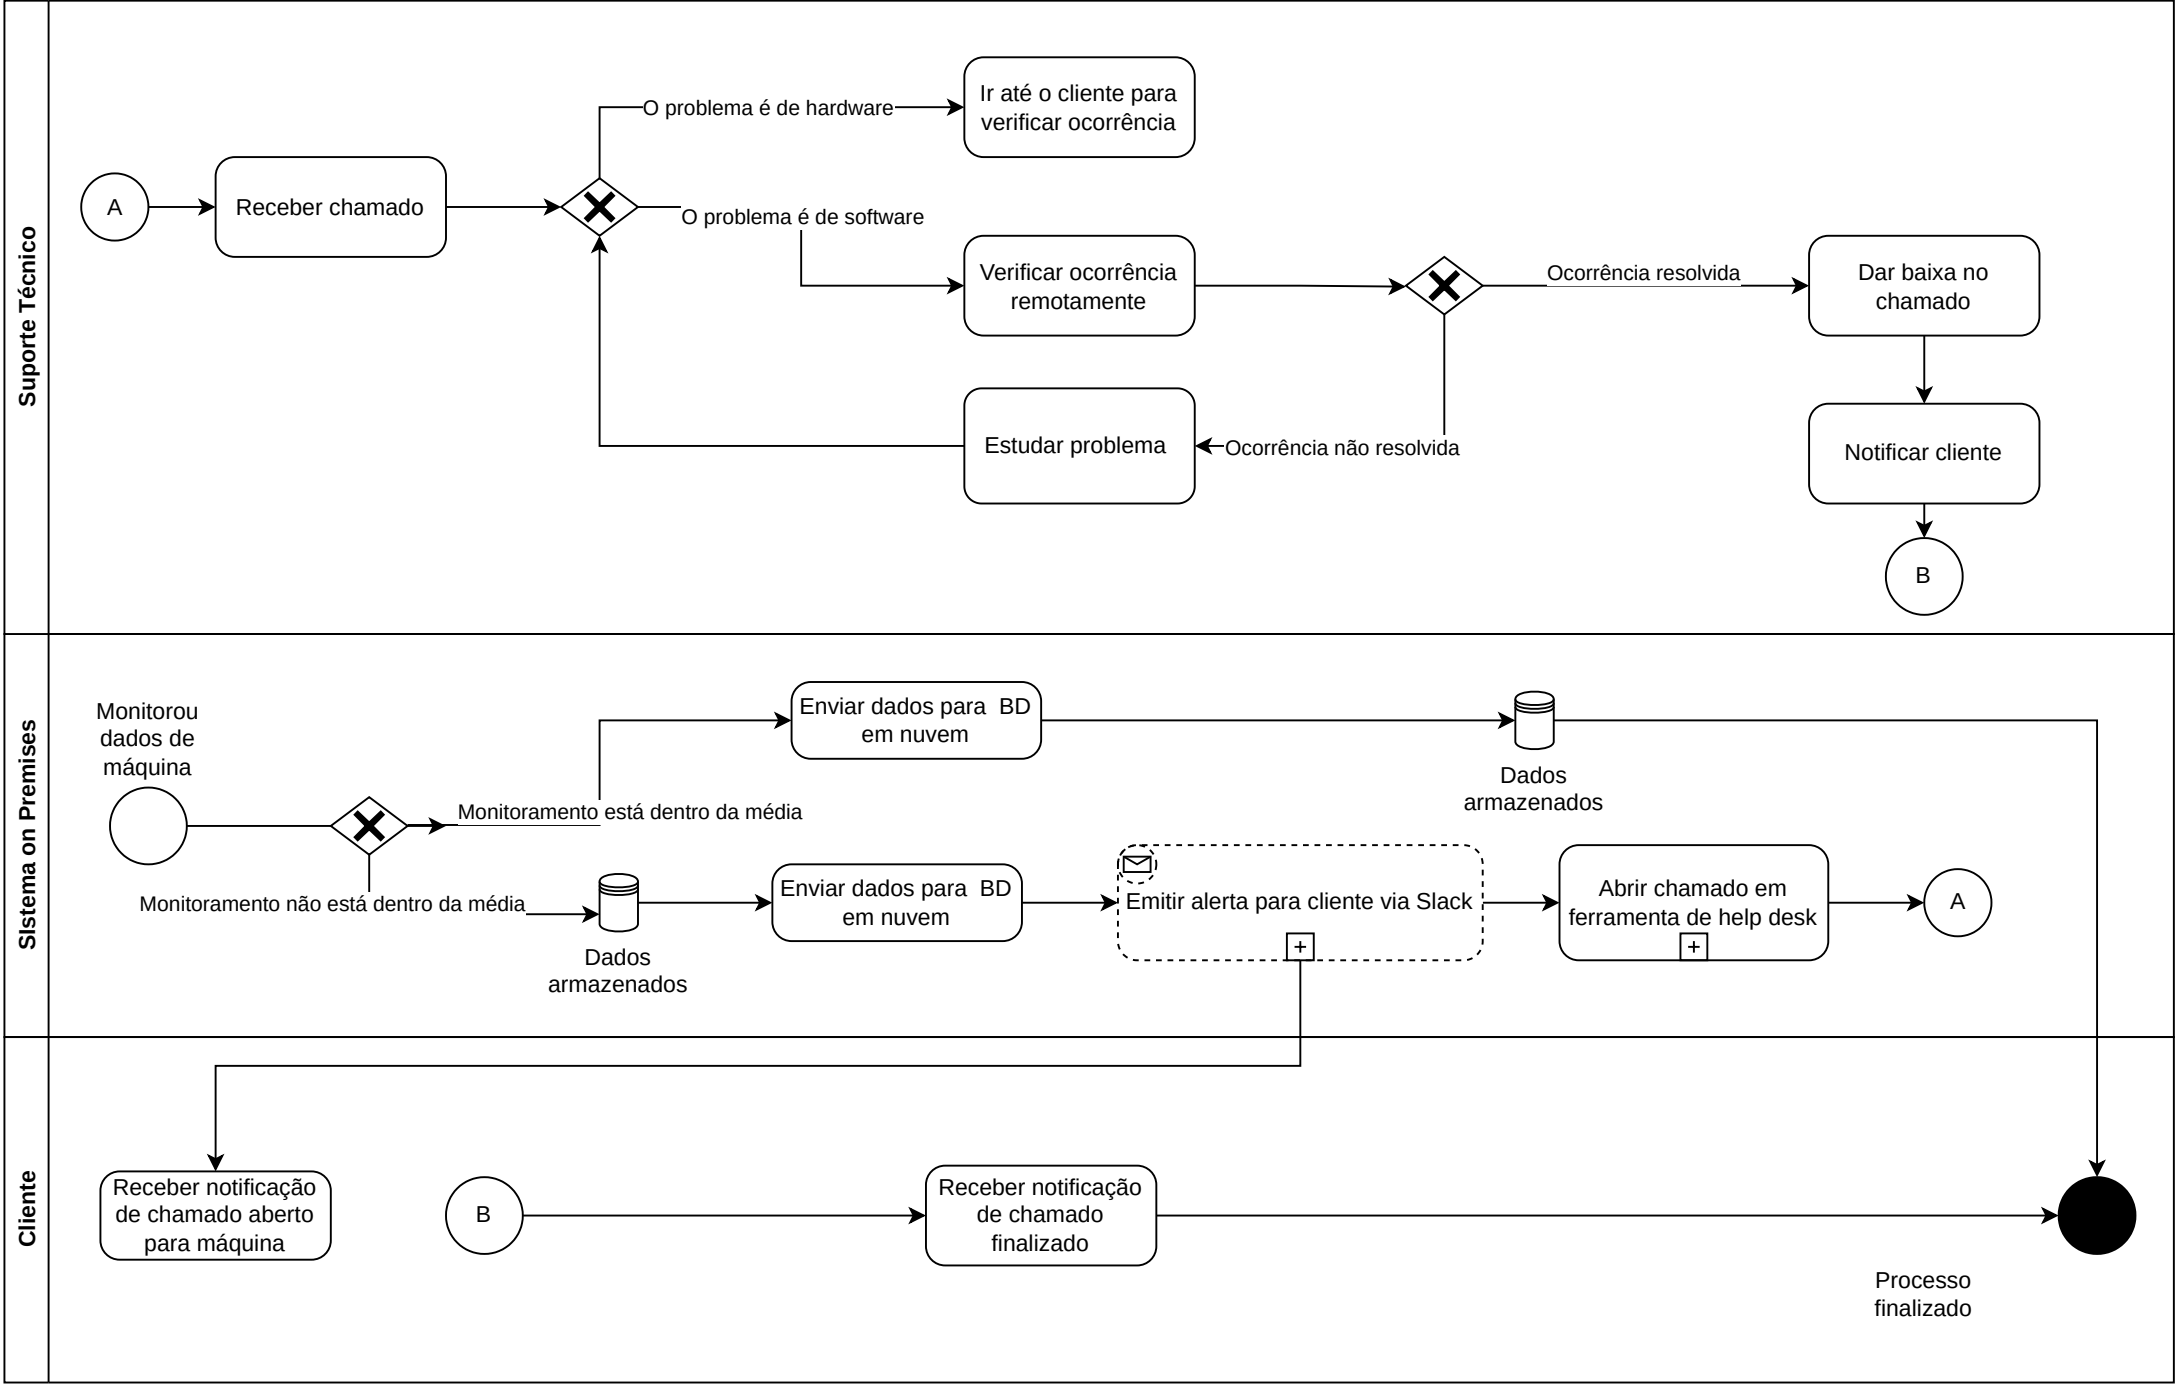 Suporte Técnico
O problema é de hardware
Ir até o cliente para
verificar ocorrência
A
Receber chamado
O problema é de software
Verificar ocorrência
remotamente
Ocorrência resolvida
Dar baixa no
chamado
Estudar problema
Ocorrência não resolvida
Notificar cliente
B
SIstema on Premises
Monitorou
dados de
máquina
Enviar dados para  BD
em nuvem
Dados
armazenados
Monitoramento está dentro da média
Monitoramento não está dentro da média
Dados
armazenados
Enviar dados para  BD
em nuvem
Emitir alerta para cliente via Slack
Abrir chamado em
ferramenta de help desk
A
Cliente
Receber notificação
de chamado aberto
para máquina
B
Receber notificação
de chamado
finalizado
Processo
finalizado